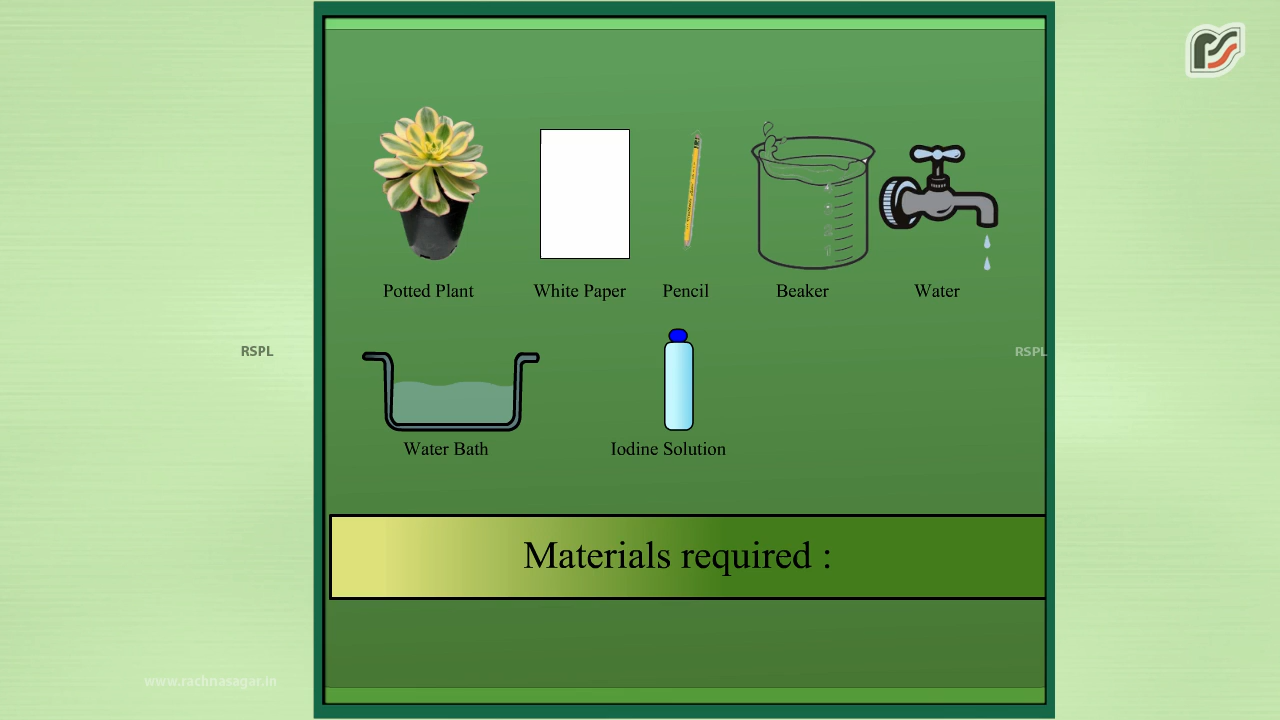 Potted Plant White Paper Pencil Beaker Water
RSPL RSPL
Water Bath Iodine Solution
Materials required :
www.rachnasagar.in